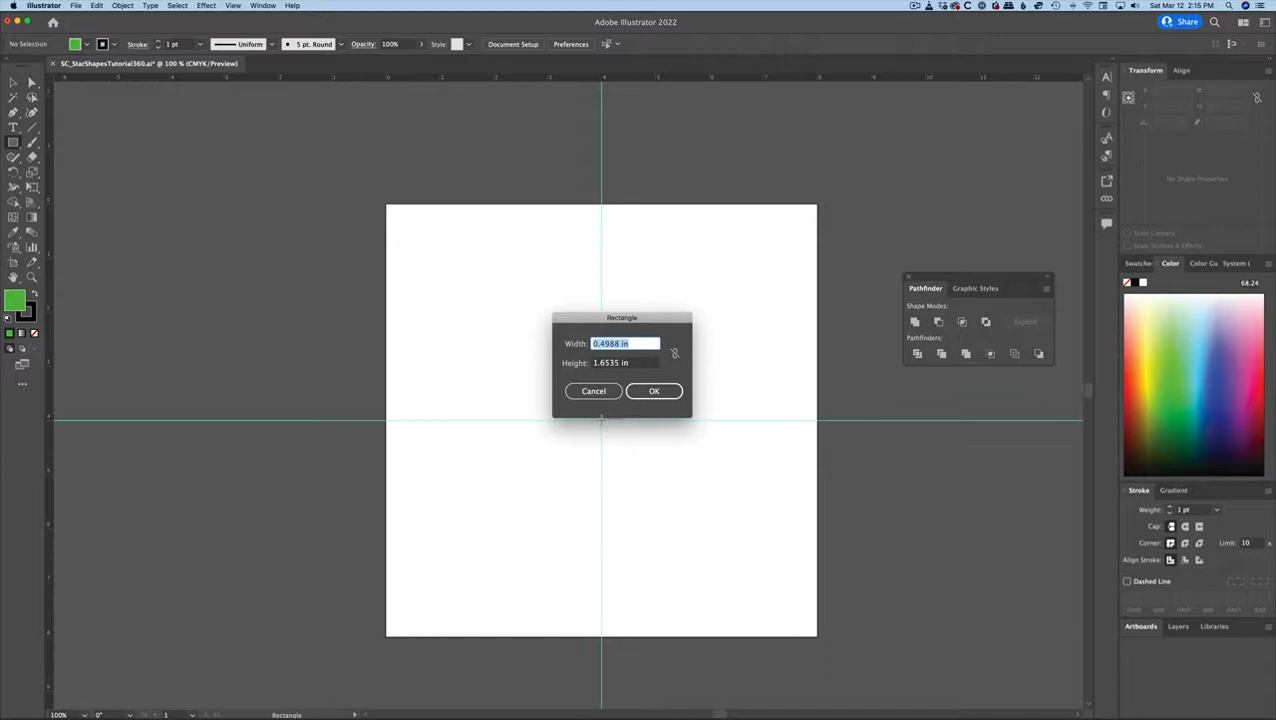 Illustrator File Edit Object Type Select Effect View Window Help
Sat Mar 12 2:15 PM
Adobe Illustrator 2022
Share
No Selection
Stroke: 1 pt
Uniform
5 pt. Round
Opacity: 100%
Style:
Document Setup
Preferences
SC_StarShapesTutorial360.ai* @ 100 % (CMYK/Preview)
Transform Align
X: W:
Y: H:
No Shape Properties
Scale Corners
Scale Strokes & Effects
Swatche Color Color Gu System (
68.24
Pathfinder Graphic Styles
Shape Modes:
Expand
Pathfinders:
Rectangle
Width: 0.4988 in
Height: 1.6535 in
Cancel OK
Stroke Gradient
Weight: 1 pt
Cap:
Corner: Limit: 10 x
Align Stroke:
Dashed Line
dash gap dash gap dash gap
Artboards Layers Libraries
100% 0° 1 Rectangle